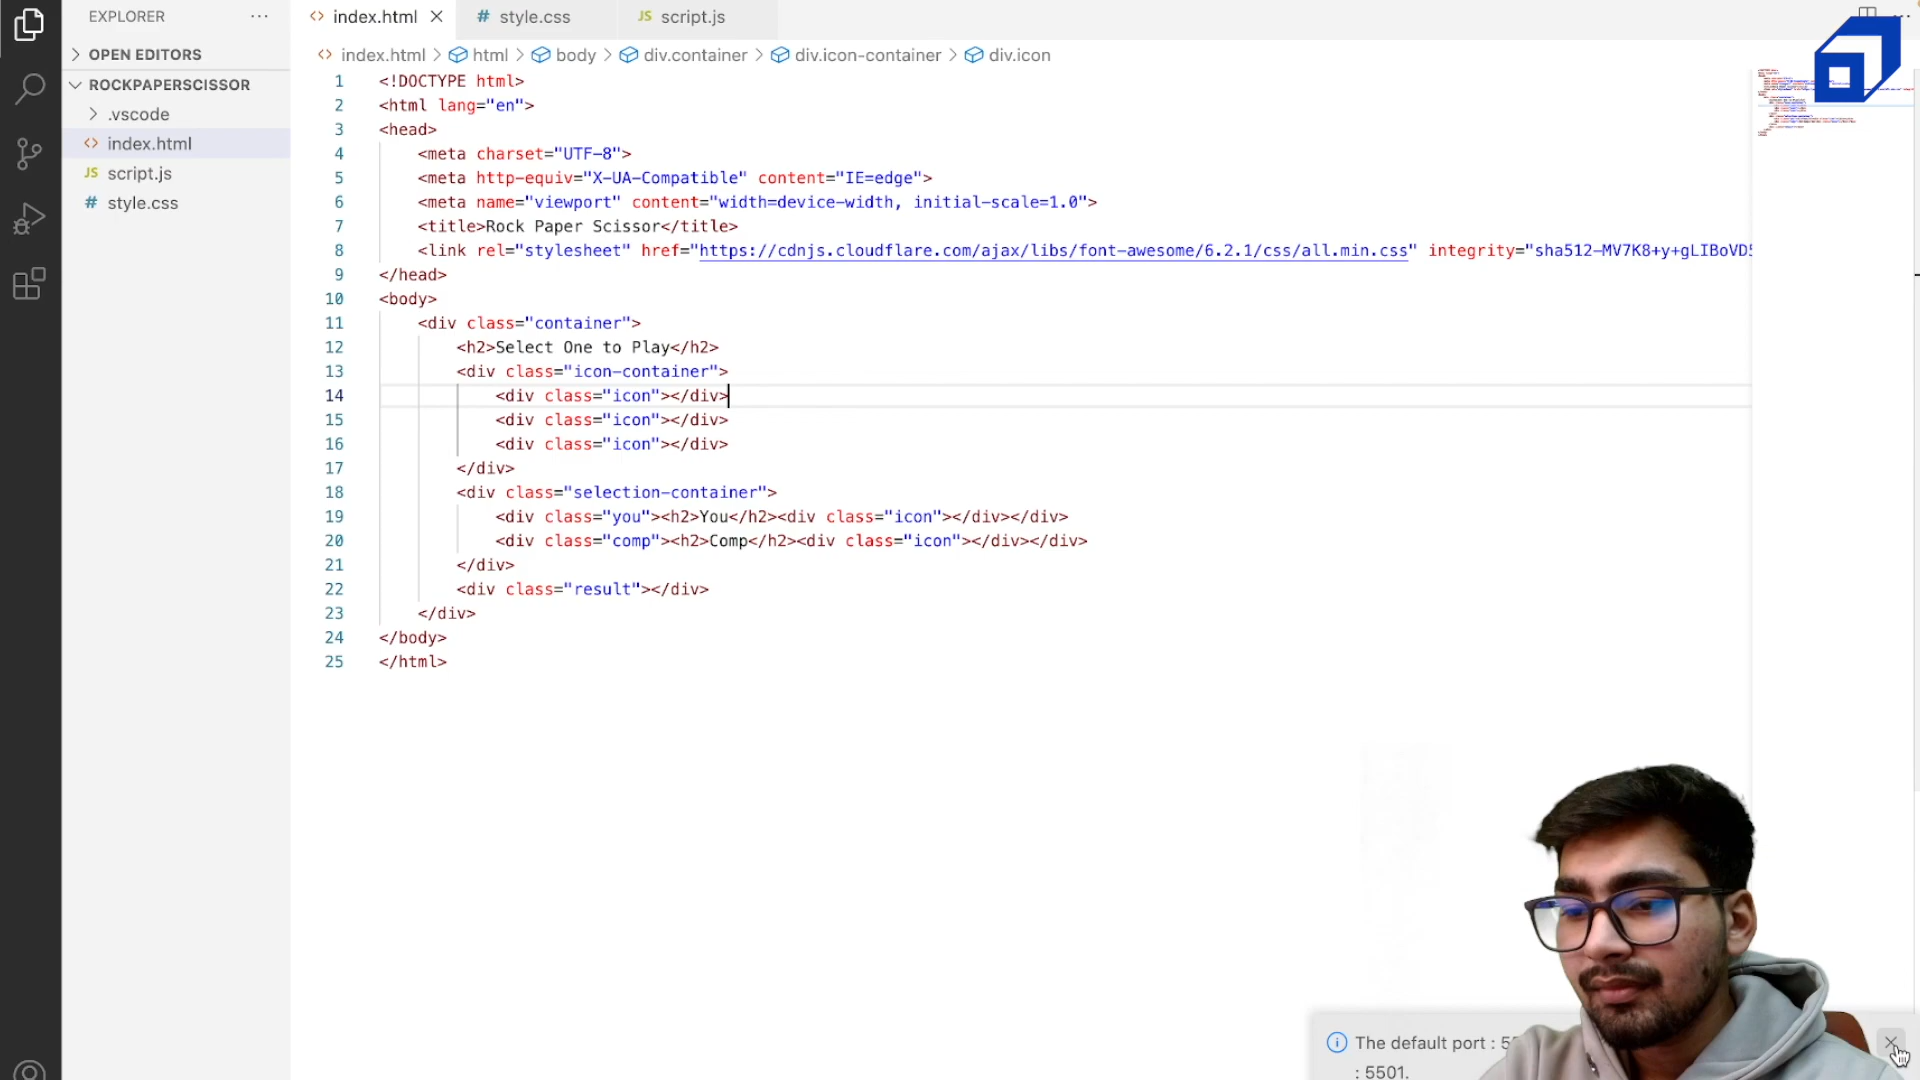 EXPLORER ···
index.html
# style.css
JS script.js
OPEN EDITORS
index.html > html > body > div.container > div.icon-container > div.icon
ROCKPAPERSCISSOR
.vscode
index.html
JS script.js
# style.css
1 <!DOCTYPE html>
2 <html lang="en">
3 <head>
4 <meta charset="UTF-8">
5 <meta http-equiv="X-UA-Compatible" content="IE=edge">
6 <meta name="viewport" content="width=device-width, initial-scale=1.0">
7 <title>Rock Paper Scissor</title>
8 <link rel="stylesheet" href="https://cdnjs.cloudflare.com/ajax/libs/font-awesome/6.2.1/css/all.min.css" integrity="sha512-MV7K8+y+gLIBoVD5
9 </head>
10 <body>
11 <div class="container">
12 <h2>Select One to Play</h2>
13 <div class="icon-container">
14 <div class="icon"></div>
15 <div class="icon"></div>
16 <div class="icon"></div>
17 </div>
18 <div class="selection-container">
19 <div class="you"><h2>You</h2><div class="icon"></div></div>
20 <div class="comp"><h2>Comp</h2><div class="icon"></div></div>
21 </div>
22 <div class="result"></div>
23 </div>
24 </body>
25 </html>
The default port :
: 5501.